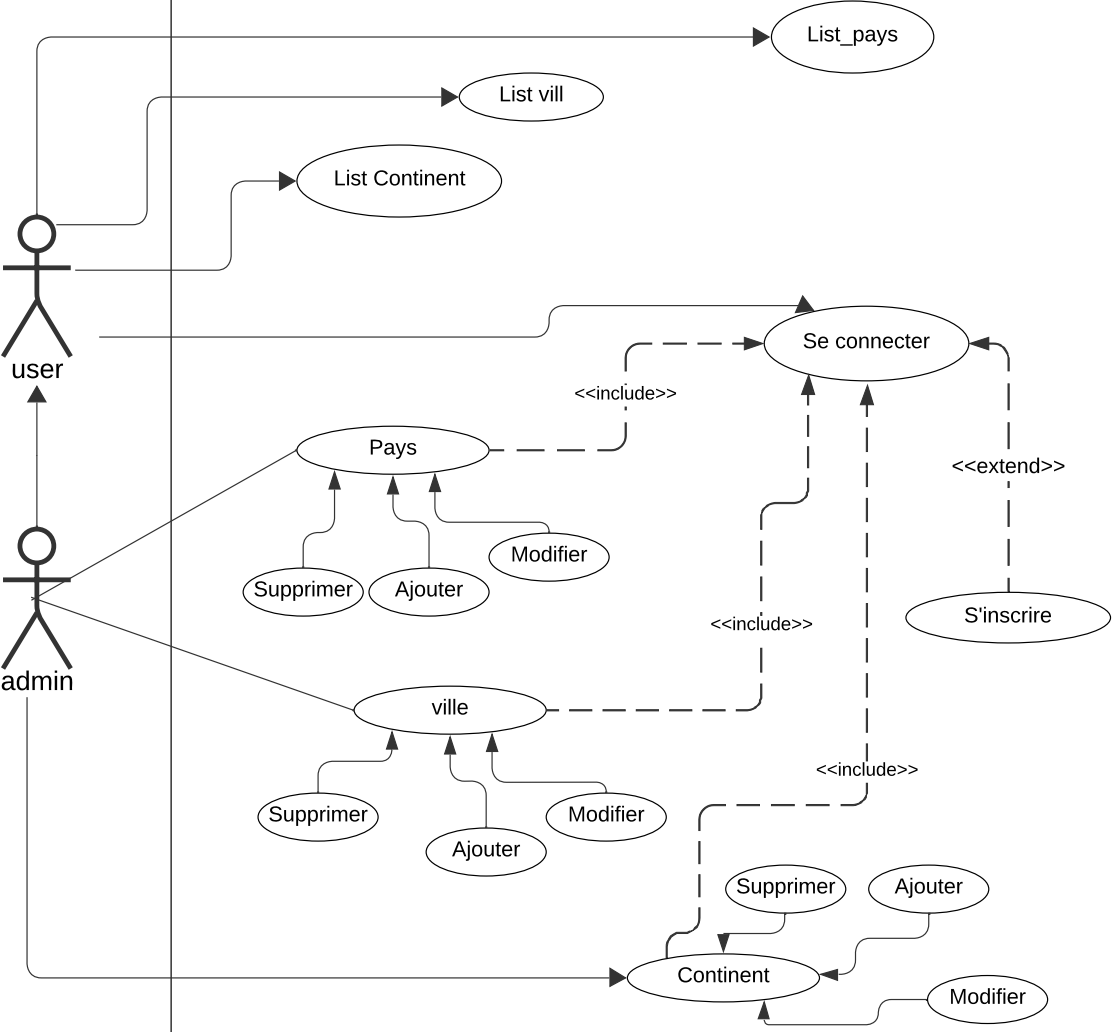 List_pays
List vill
List Continent
user
Se connecter
<<include>>
Pays
<<extend>>
Supprimer
Ajouter
Modifier
S'inscrire
<<include>>
admin
ville
<<include>>
Supprimer
Ajouter
Modifier
Supprimer
Ajouter
Continent
Modifier